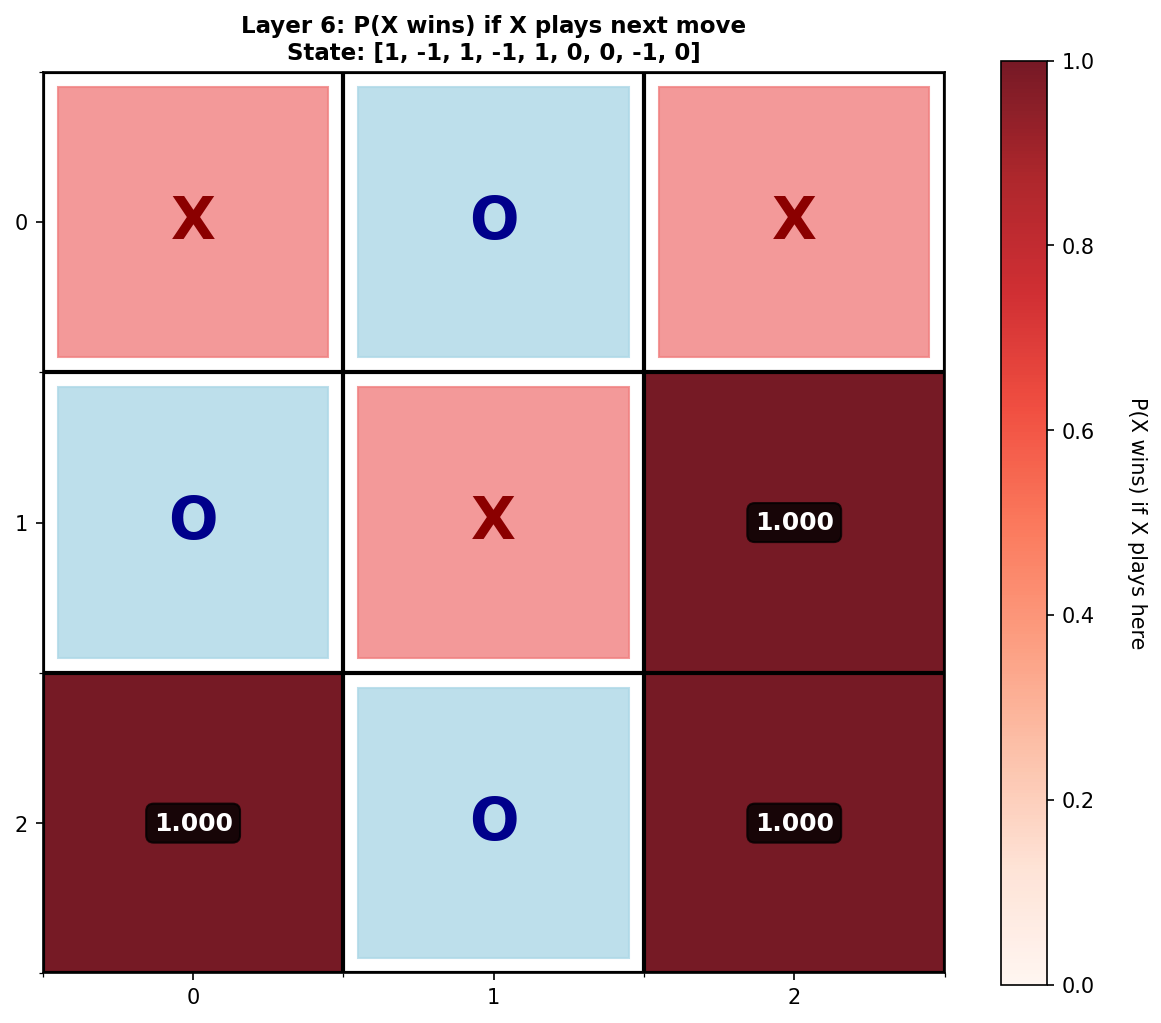 Layer 6: P(X wins) if X plays next move
State: [1, -1, 1, -1, 1, 0, 0, -1, 0]
X
O
X
O
X
1.000
1.000
O
1.000
0
1
2
0
1
2
1.0
0.8
0.6
0.4
0.2
0.0
P(X wins) if X plays here